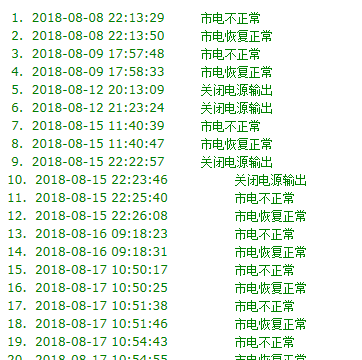 1. 2018-08-08 22:13:29 市电不正常
2. 2018-08-08 22:13:50 市电恢复正常
3. 2018-08-09 17:57:48 市电不正常
4. 2018-08-09 17:58:33 市电恢复正常
5. 2018-08-12 20:13:09 关闭电源输出
6. 2018-08-12 21:23:24 关闭电源输出
7. 2018-08-15 11:40:39 市电不正常
8. 2018-08-15 11:40:47 市电恢复正常
9. 2018-08-15 22:22:57 关闭电源输出
10. 2018-08-15 22:23:46 关闭电源输出
11. 2018-08-15 22:25:40 市电不正常
12. 2018-08-15 22:26:08 市电恢复正常
13. 2018-08-16 09:18:23 市电不正常
14. 2018-08-16 09:18:31 市电恢复正常
15. 2018-08-17 10:50:17 市电不正常
16. 2018-08-17 10:50:25 市电恢复正常
17. 2018-08-17 10:51:38 市电不正常
18. 2018-08-17 10:51:46 市电恢复正常
19. 2018-08-17 10:54:43 市电不正常
20. 2018-08-17 10:54:55 市电恢复正常